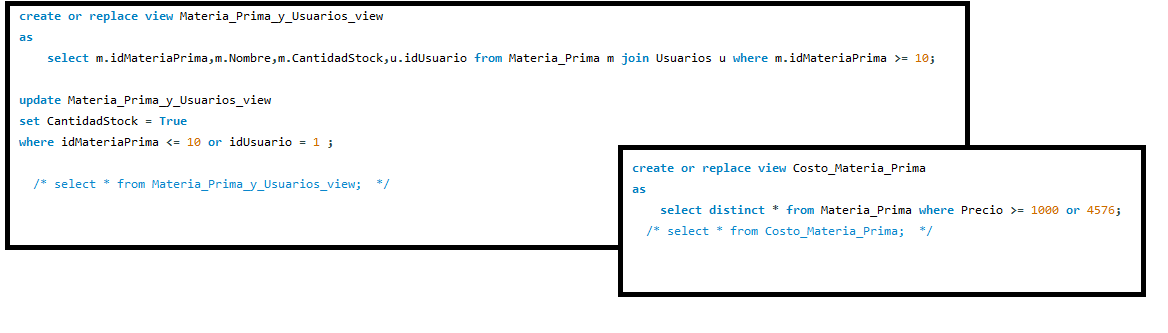 create or replace view Materia_Prima_y_Usuarios_view
as
select m.idMateriaPrima,m.Nombre,m.CantidadStock,u.idUsuario from Materia_Prima m join Usuarios u where m.idMateriaPrima >= 10;
update Materia_Prima_y_Usuarios_view
set CantidadStock = True
where idMateriaPrima <= 10 or idUsuario = 1 ;
/* select * from Materia_Prima_y_Usuarios_view;  */
create or replace view Costo_Materia_Prima
as
select distinct * from Materia_Prima where Precio >= 1000 or 4576;
/* select * from Costo_Materia_Prima;  */